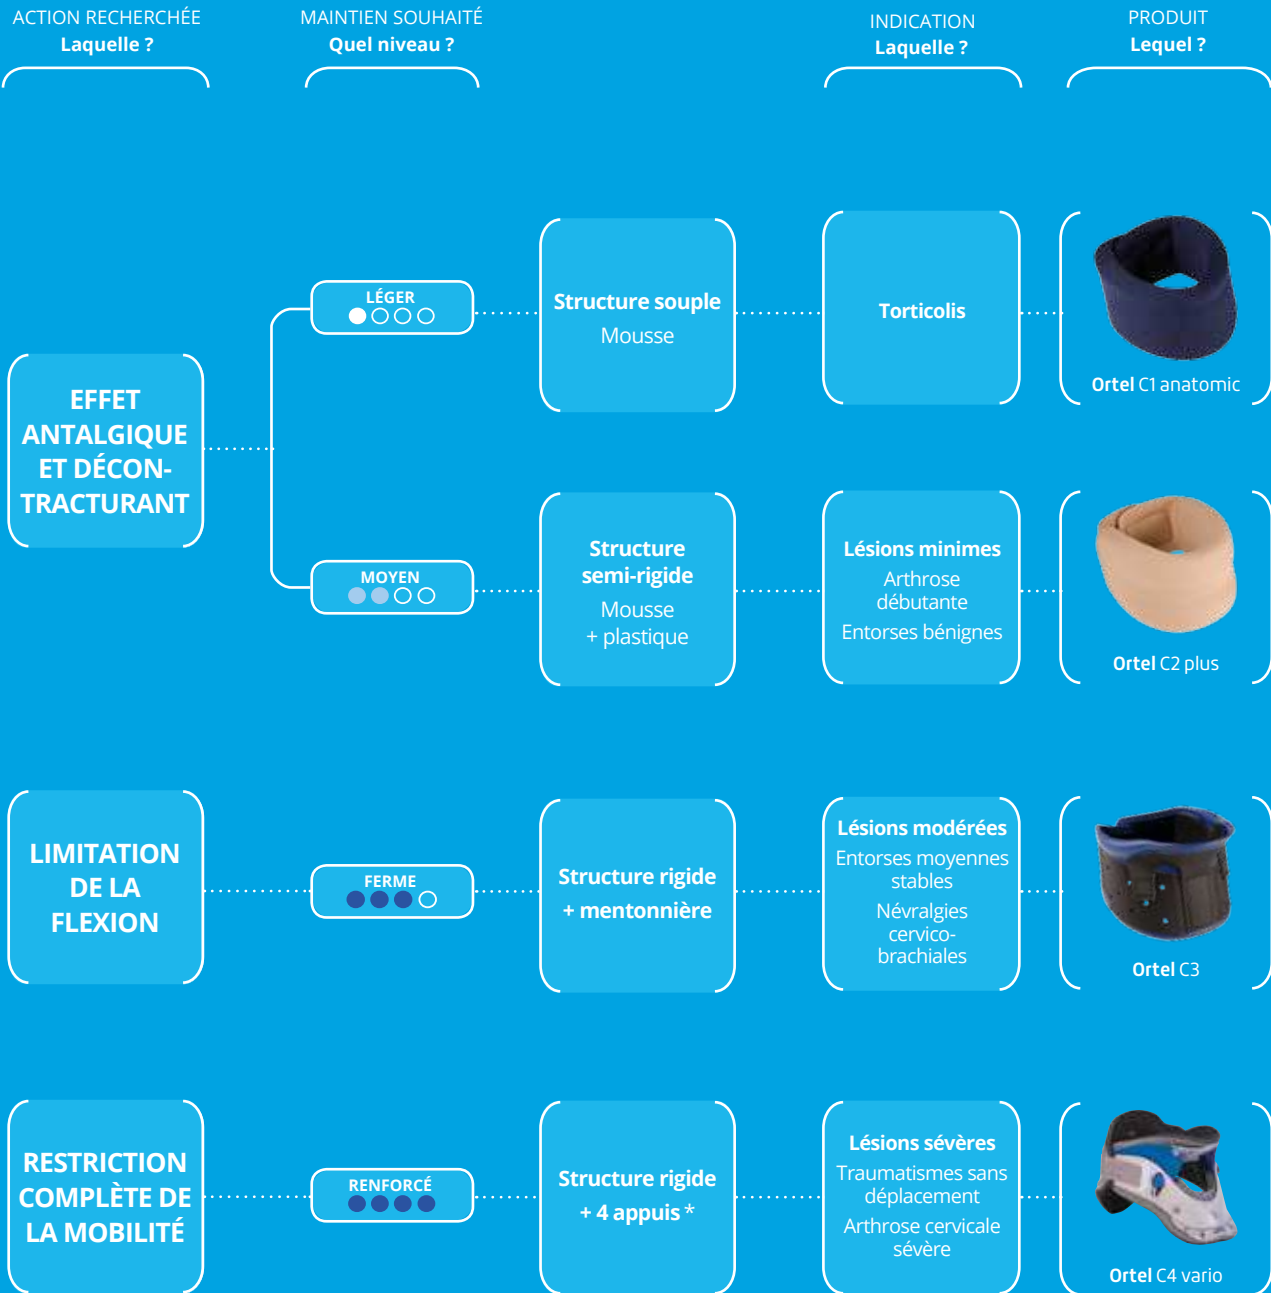 ACTION RECHERCHÉE
Laquelle ?
MAINTIEN SOUHAITÉ
Quel niveau ?
INDICATION
Laquelle ?
PRODUIT
Lequel ?
EFFET
ANTALGIQUE
ET DÉCON-
TRACTURANT
LÉGER
Structure souple
Mousse
Torticolis
Ortel C1 anatomic
MOYEN
Structure
semi-rigide
Mousse
+ plastique
Lésions minimes
Arthrose
débutante
Entorses bénignes
Ortel C2 plus
LIMITATION
DE LA
FLEXION
FERME
Structure rigide
+ mentonnière
Lésions modérées
Entorses moyennes
stables
Névralgies
cervico-
brachiales
Ortel C3
RESTRICTION
COMPLÈTE DE
LA MOBILITÉ
RENFORCÉ
Structure rigide
+ 4 appuis *
Lésions sévères
Traumatismes sans
déplacement
Arthrose cervicale
sévère
Ortel C4 vario